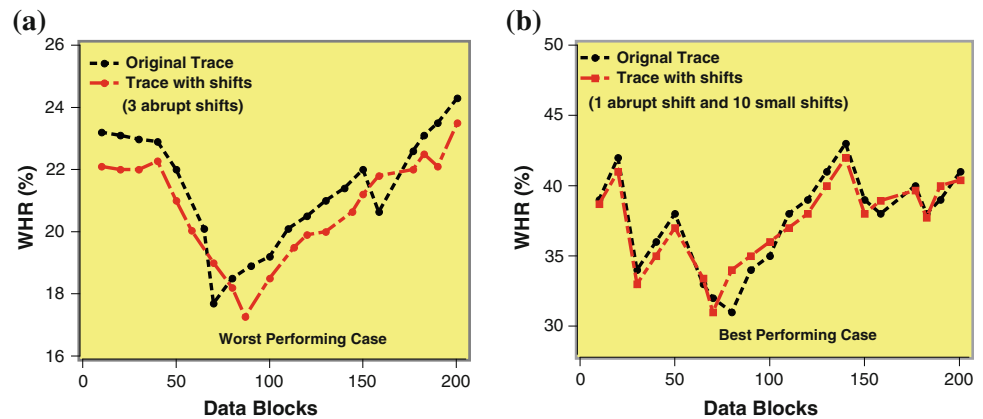 (a)
26
24
22
20
18
16
WHR (%)
Original Trace
Trace with shifts
(3 abrupt shifts)
Worst Performing Case
0 50 100 150 200
Data Blocks
(b)
50
45
40
35
30
WHR (%)
Orignal Trace
Trace with shifts
(1 abrupt shift and 10 small shifts)
Best Performing Case
0 50 100 150 200
Data Blocks